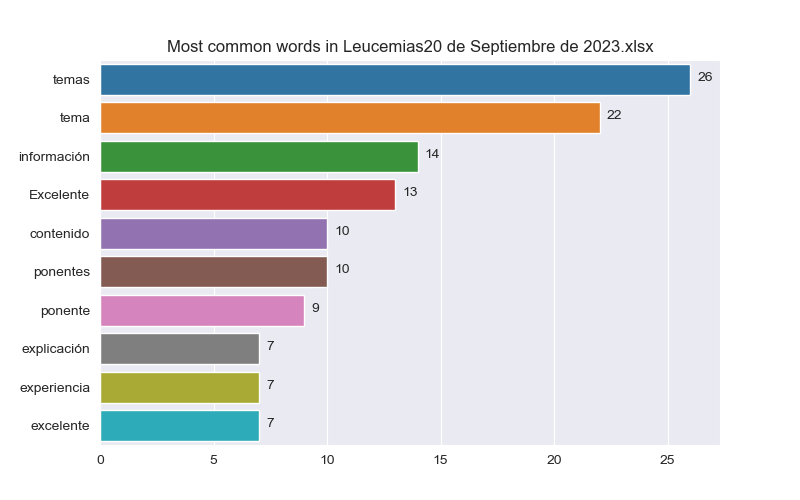 Most common words in Leucemias20 de Septiembre de 2023.xlsx
temas 26
tema 22
información 14
Excelente 13
contenido 10
ponentes 10
ponente 9
explicación 7
experiencia 7
excelente 7
0 5 10 15 20 25